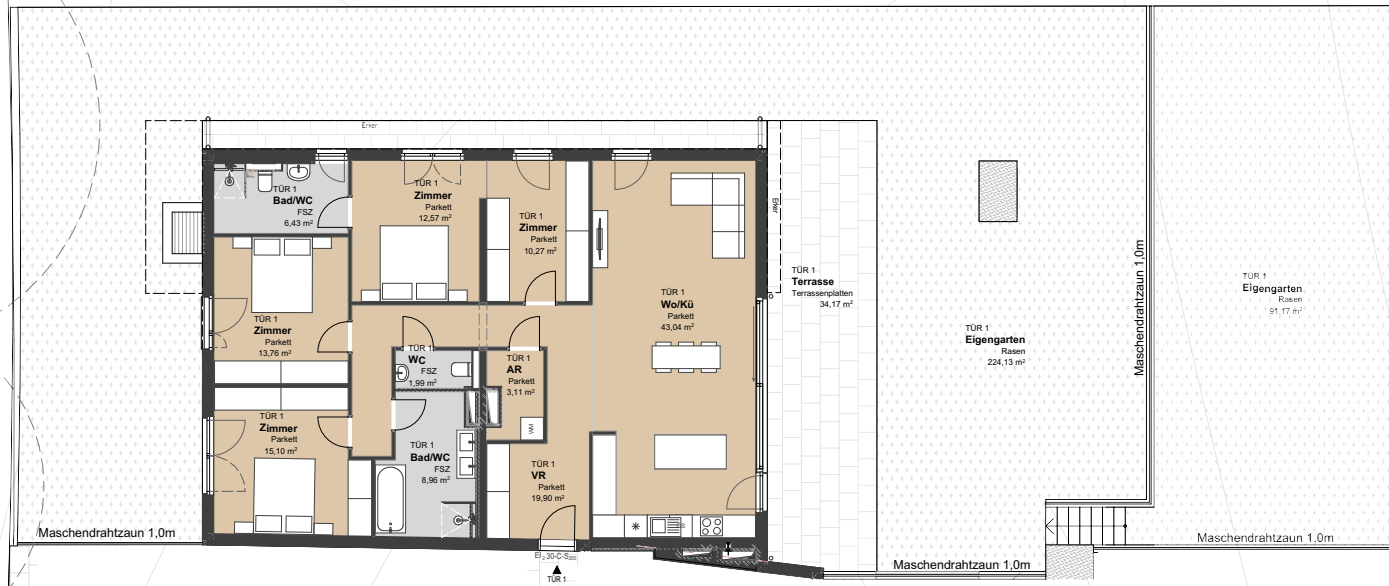 Erker
TÜR 1
Bad/WC
FSZ
6,43 m²
TÜR 1
Zimmer
Parkett
12,57 m²
TÜR 1
Zimmer
Parkett
10,27 m²
Erker
TÜR 1
Terrasse
Terrassenplatten
34,17 m²
TÜR 1
Wo/Kü
Parkett
43,04 m²
TÜR 1
Zimmer
Parkett
13,76 m²
TÜR 1
WC
FSZ
1,99 m²
TÜR 1
AR
Parkett
3,11 m²
WM
TÜR 1
Eigengarten
Rasen
224,13 m²
Maschendrahtzaun 1,0m
TÜR 1
Eigengarten
Rasen
91,17 m²
TÜR 1
Zimmer
Parkett
15,10 m²
TÜR 1
Bad/WC
FSZ
8,96 m²
TÜR 1
VR
Parkett
19,90 m²
Maschendrahtzaun 1,0m
EI₂30-C-S₂₀₀
TÜR 1
Maschendrahtzaun 1,0m
Maschendrahtzaun 1,0m